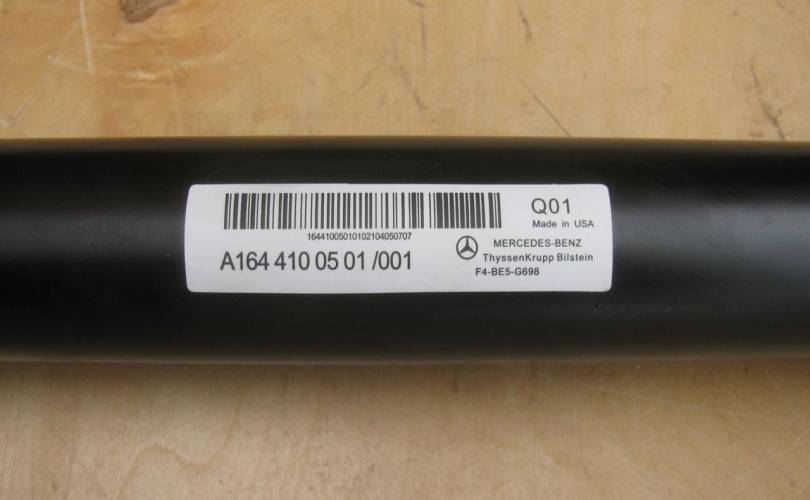 Q01
Made in USA
16441005010102104050707
MERCEDES-BENZ
A164 410 05 01 /001
ThyssenKrupp Bilstein
F4-BE5-G698